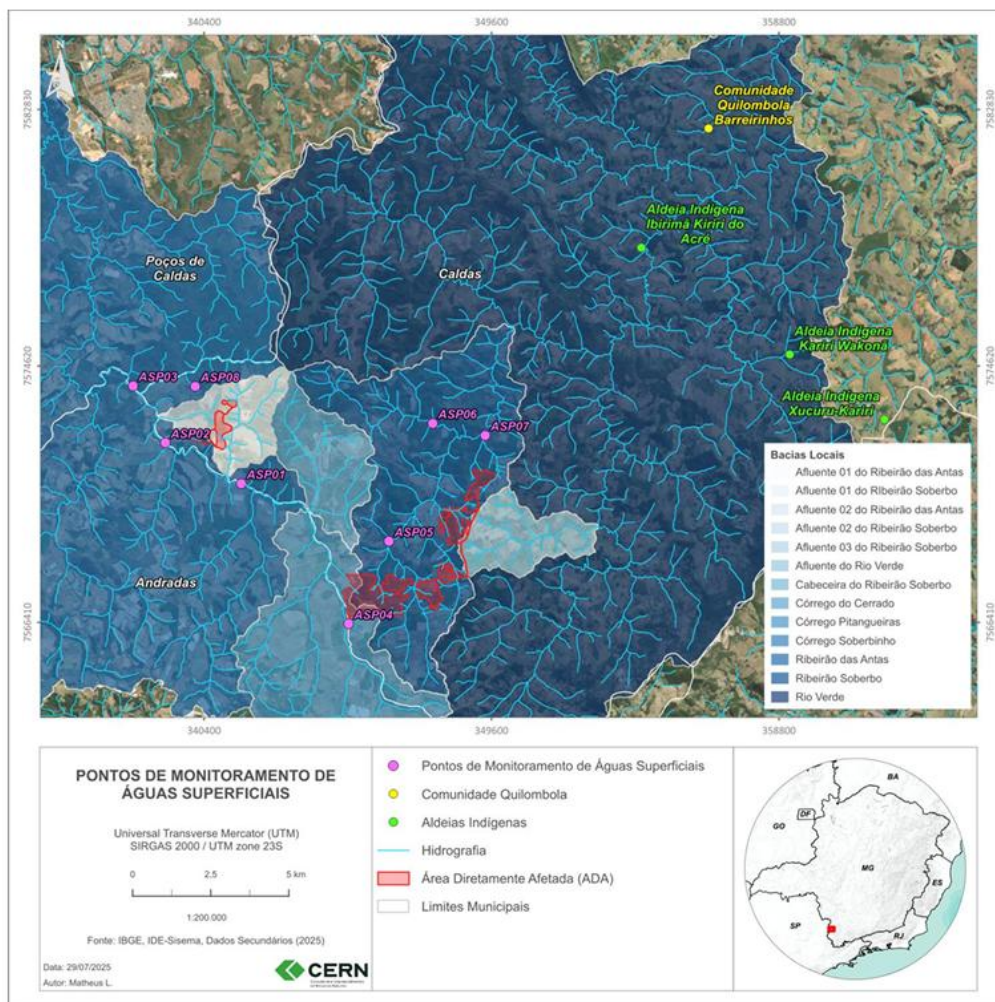 340400
349600
358800
N
7582830
7582830
Comunidade
Quilombola
Barreirinhos
Aldeia Indígena
Ibirimã Kiriri do
Acré
Poços de
Caldas
Caldas
Aldeia Indígena
Kariri Wakonã
7574620
7574620
ASP03
ASP08
Aldeia Indígena
Xucuru-Kariri
ASP06
ASP02
ASP07
ASP01
ASP05
Andradas
ASP04
7566410
7566410
Bacias Locais
Afluente 01 do Ribeirão das Antas
Afluente 01 do Ribeirão Soberbo
Afluente 02 do Ribeirão das Antas
Afluente 02 do Ribeirão Soberbo
Afluente 03 do Ribeirão Soberbo
Afluente do Rio Verde
Cabeceira do Ribeirão Soberbo
Córrego do Cerrado
Córrego Pitangueiras
Córrego Soberbinho
Ribeirão das Antas
Ribeirão Soberbo
Rio Verde
340400
349600
358800
PONTOS DE MONITORAMENTO DE
ÁGUAS SUPERFICIAIS
Universal Transverse Mercator (UTM)
SIRGAS 2000 / UTM zone 23S
0 2,5 5 km
1:200.000
Fonte: IBGE, IDE-Sisema, Dados Secundários (2025)
Data: 29/07/2025
Autor: Matheus L.
CERN
Pontos de Monitoramento de Águas Superficiais
Comunidade Quilombola
Aldeias Indígenas
Hidrografia
Área Diretamente Afetada (ADA)
Limites Municipais
BA
GO
DF
MG
ES
SP
RJ